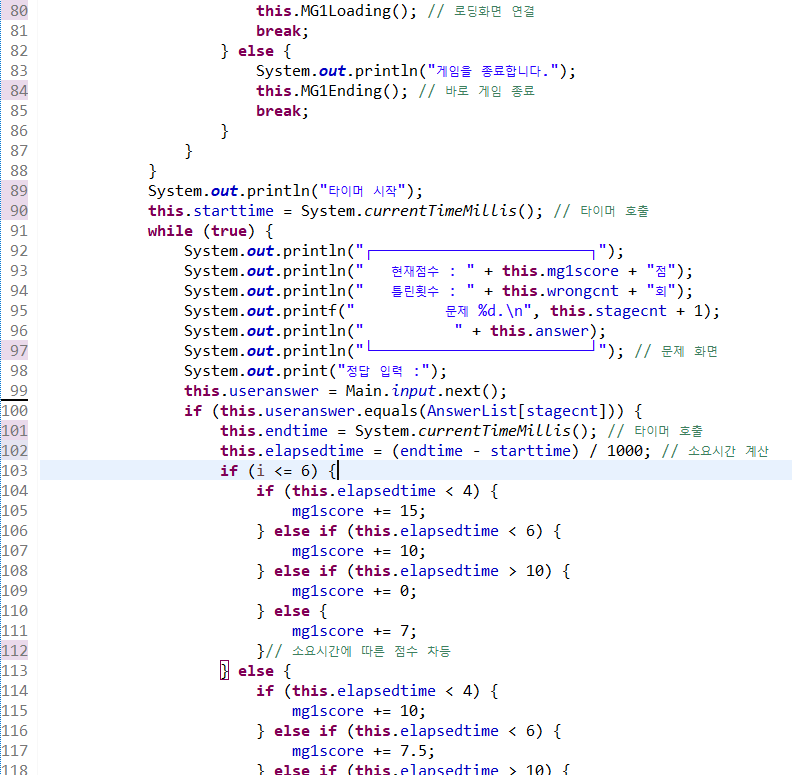 80 this.MG1Loading(); // 로딩화면 연결
81 break;
82 } else {
83 System.out.println("게임을 종료합니다.");
84 this.MG1Ending(); // 바로 게임 종료
85 break;
86 }
87 }
88 }
89 System.out.println("타이머 시작");
90 this.starttime = System.currentTimeMillis(); // 타이머 호출
91 while (true) {
92 System.out.println("┌────────────────────────┐");
93 System.out.println("   현재점수 : " + this.mg1score + "점");
94 System.out.println("   틀린횟수 : " + this.wrongcnt + "회");
95 System.out.printf("          문제 %d.\n", this.stagecnt + 1);
96 System.out.println("          " + this.answer);
97 System.out.println("└────────────────────────┘"); // 문제 화면
98 System.out.print("정답 입력 :");
99 this.useranswer = Main.input.next();
100 if (this.useranswer.equals(AnswerList[stagecnt])) {
101 this.endtime = System.currentTimeMillis(); // 타이머 호출
102 this.elapsedtime = (endtime - starttime) / 1000; // 소요시간 계산
103 if (i <= 6) {
104 if (this.elapsedtime < 4) {
105 mg1score += 15;
106 } else if (this.elapsedtime < 6) {
107 mg1score += 10;
108 } else if (this.elapsedtime > 10) {
109 mg1score += 0;
110 } else {
111 mg1score += 7;
112 }// 소요시간에 따른 점수 차등
113 } else {
114 if (this.elapsedtime < 4) {
115 mg1score += 10;
116 } else if (this.elapsedtime < 6) {
117 mg1score += 7.5;
118 } else if (this.elapsedtime > 10) {